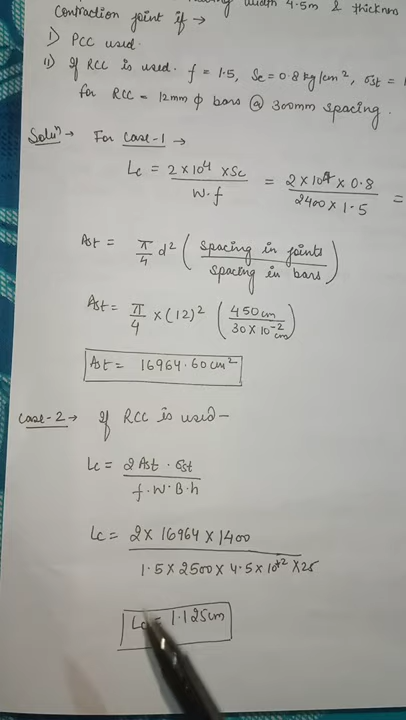 width 4.5m & thickness
Contraction joint if →
i) PCC used.
ii) If RCC is used. f = 1.5, Sc = 0.8 kg/cm², σst = 1
for RCC - 12mm ϕ bars @ 300mm spacing.
Soluⁿ → For Case-1 →
Lc = 2×10⁴ × Sc / W.f = 2×10⁴ × 0.8 / 2400 × 1.5 =
Ast = π/4 d² (spacing in joints / spacing in bars)
Ast = π/4 × (12)² (450cm / 30×10⁻² cm)
Ast = 16964.60 cm²
Case-2 → If RCC is used -
Lc = 2 Ast . σst / f.W.B.h
Lc = 2 × 16964 × 1400 / 1.5 × 2500 × 4.5 × 10⁺² × 25
Lc = 1.125cm